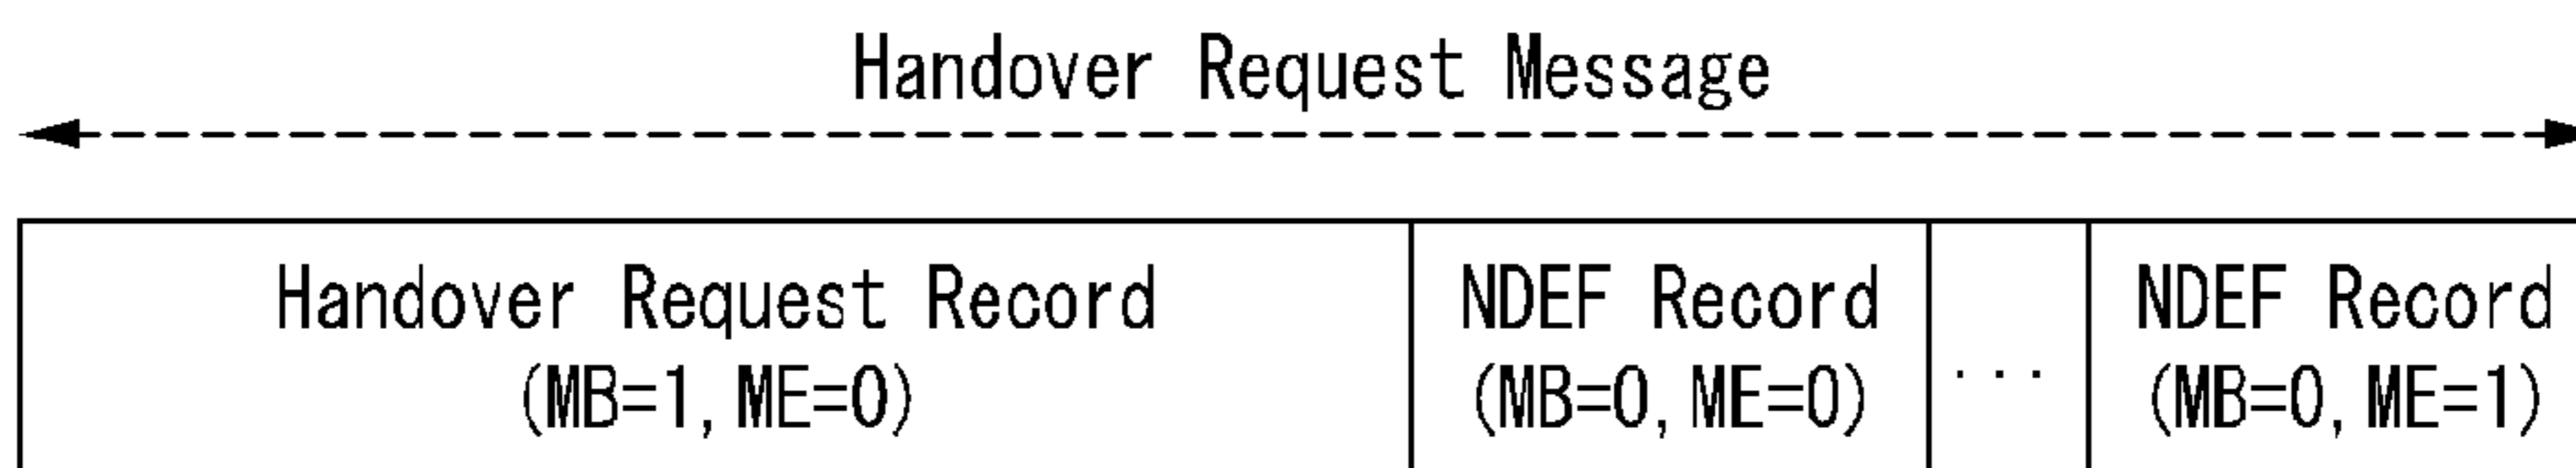 Handover Request Message
Handover Request Record NDEF Record NDEF Record
(MB=1, ME=0) (MB=0, ME=0) ... (MB=0, ME=1)